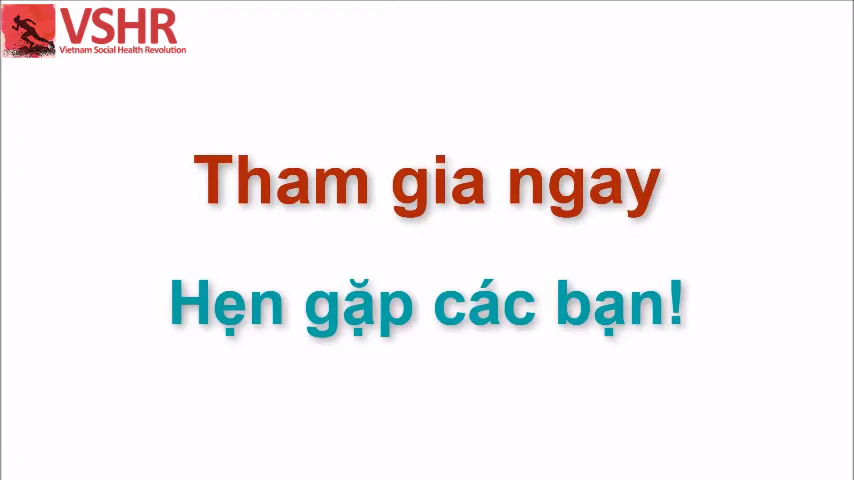 VSHR
Vietnam Social Health Revolution
Tham gia ngay
Hẹn gặp các bạn!